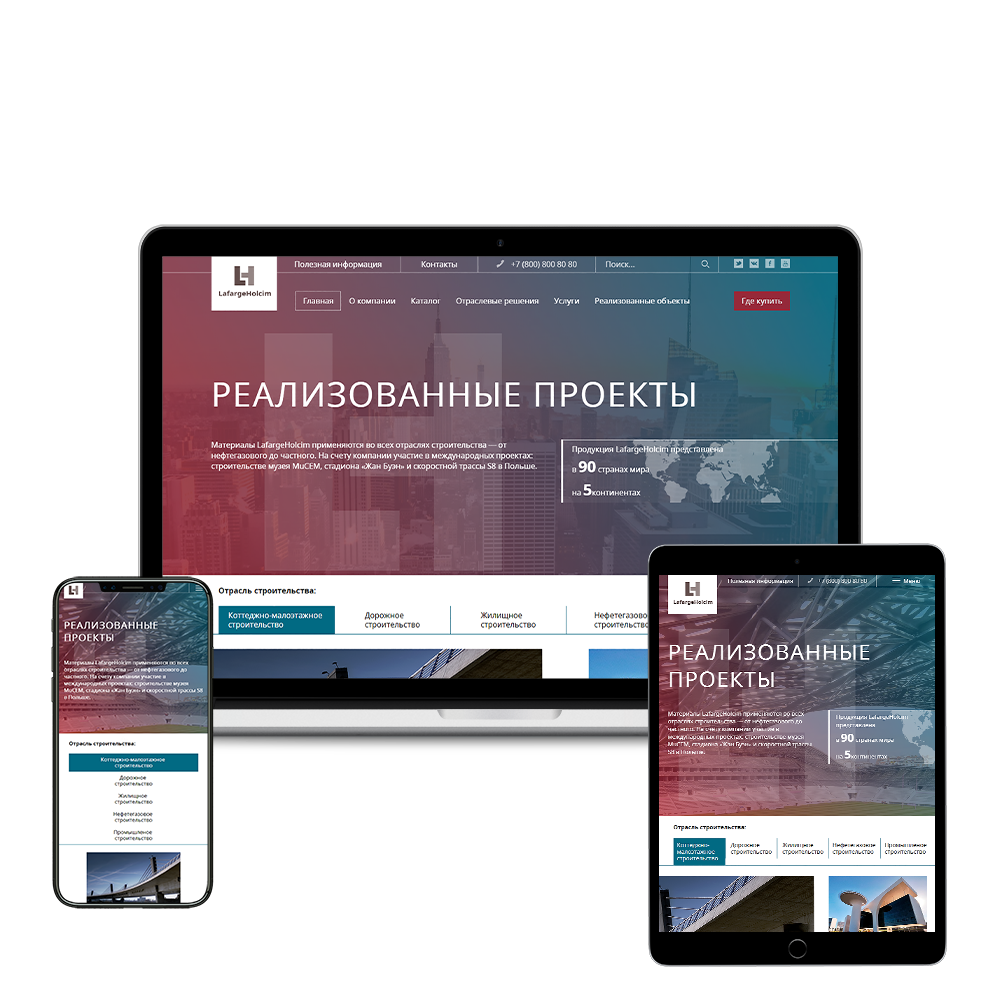 Полезная информация
Контакты
+7 (800) 800 80 80
Поиск...
LH
LafargeHolcim
Главная
О компании
Каталог
Отраслевые решения
Услуги
Реализованные объекты
Где купить
РЕАЛИЗОВАННЫЕ ПРОЕКТЫ
Материалы LafargeHolcim применяются во всех отраслях строительства — от
нефтегазового до частного. На счету компании участие в международных проектах:
строительстве музея MuCEM, стадиона «Жан Буэн» и скоростной трассы S8 в Польше.
Продукция LafargeHolcim представлена
в 90 странах мира
на 5континентах
Отрасль строительства:
Коттеджно-малоэтажное
строительство
Дорожное
строительство
Жилищное
строительство
Нефтегазово
строительс
LH
РЕАЛИЗОВАННЫЕ
ПРОЕКТЫ
Материалы LafargeHolcim применяются во всех
отраслях строительства — от нефтегазового до
частного. На счету компании участие в
международных проектах: строительстве музея
MuCEM, стадиона «Жан Буэн» и скоростной трассы S8
в Польше.
Отрасль строительства:
Коттеджно-малоэтажное
строительство
Дорожное
строительство
Жилищное
строительство
Нефтегазовое
строительство
Промышленое
строительство
LH
LafargeHolcim
Полезная информация
+7 (800) 800 80 80
Меню
РЕАЛИЗОВАННЫЕ
ПРОЕКТЫ
Материалы LafargeHolcim применяются во всех
отраслях строительства — от нефтегазового до
частного. На счету компании участие в
международных проектах: строительстве музея
MuCEM, стадиона «Жан Буэн» и скоростной трассы
S8 в Польше.
Продукция LafargeHolcim
представлена
в 90 странах мира
на 5континентах
Отрасль строительства:
Коттеджно-
малоэтажное
строительство
Дорожное
строительство
Жилищное
строительство
Нефтегазовое
строительство
Промышленое
строительство